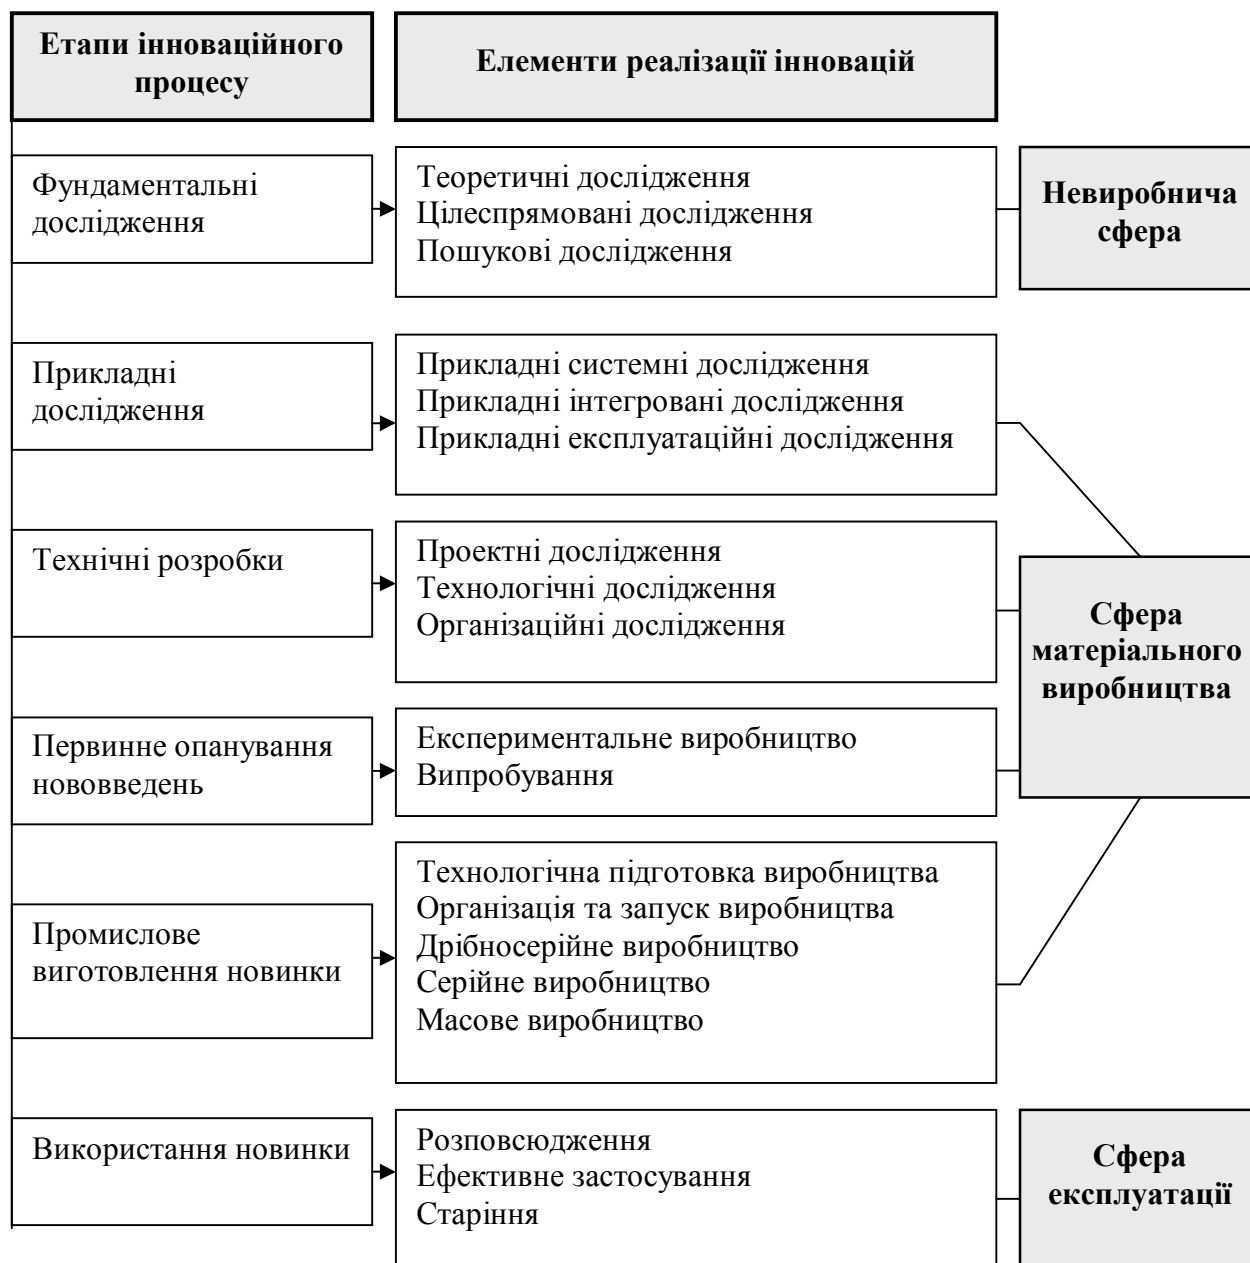 Етапи інноваційного
процесу
Елементи реалізації інновацій
Фундаментальні
дослідження
Теоретичні дослідження
Цілеспрямовані дослідження
Пошукові дослідження
Невиробнича
сфера
Прикладні
дослідження
Прикладні системні дослідження
Прикладні інтегровані дослідження
Прикладні експлуатаційні дослідження
Технічні розробки
Проектні дослідження
Технологічні дослідження
Організаційні дослідження
Сфера
матеріального
виробництва
Первинне опанування
нововведень
Експериментальне виробництво
Випробування
Промислове
виготовлення новинки
Технологічна підготовка виробництва
Організація та запуск виробництва
Дрібносерійне виробництво
Серійне виробництво
Масове виробництво
Використання новинки
Розповсюдження
Ефективне застосування
Старіння
Сфера
експлуатації